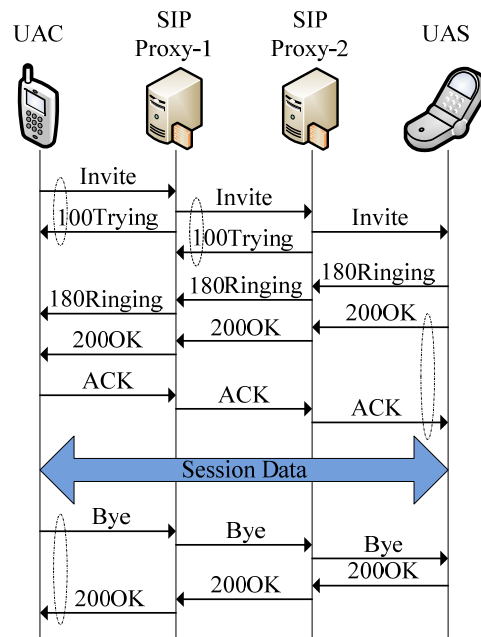 UAC
SIP
Proxy-1
SIP
Proxy-2
UAS
Invite
Invite
100Trying
Invite
100Trying
180Ringing
180Ringing
180Ringing
200OK
200OK
200OK
ACK
ACK
ACK
Session Data
Bye
Bye
Bye
200OK
200OK
200OK